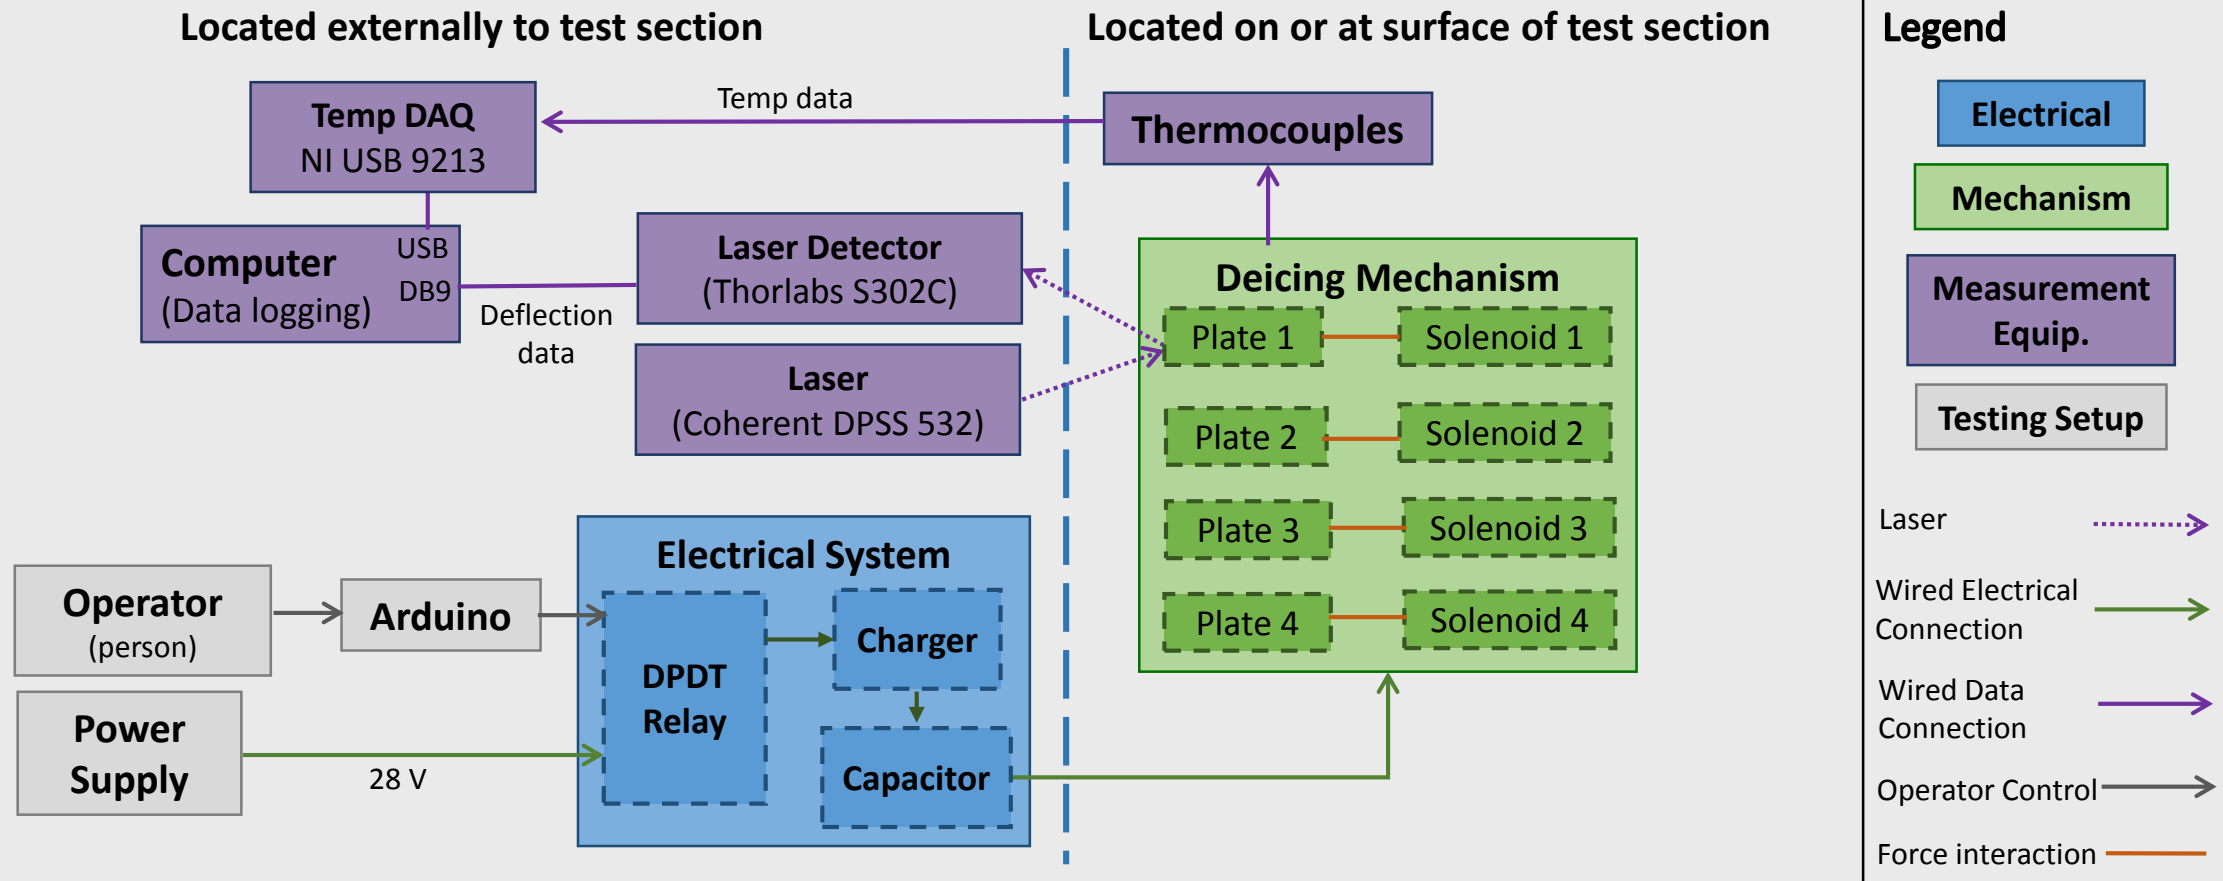 Located externally to test section
Located on or at surface of test section
Legend
Temp DAQ
NI USB 9213
Temp data
Thermocouples
Computer
(Data logging)
USB
DB9
Deflection
data
Laser Detector
(Thorlabs S302C)
Laser
(Coherent DPSS 532)
Deicing Mechanism
Plate 1
Solenoid 1
Plate 2
Solenoid 2
Plate 3
Solenoid 3
Plate 4
Solenoid 4
Operator
(person)
Arduino
Power
Supply
28 V
Electrical System
DPDT
Relay
Charger
Capacitor
Electrical
Mechanism
Measurement
Equip.
Testing Setup
Laser
Wired Electrical
Connection
Wired Data
Connection
Operator Control
Force interaction